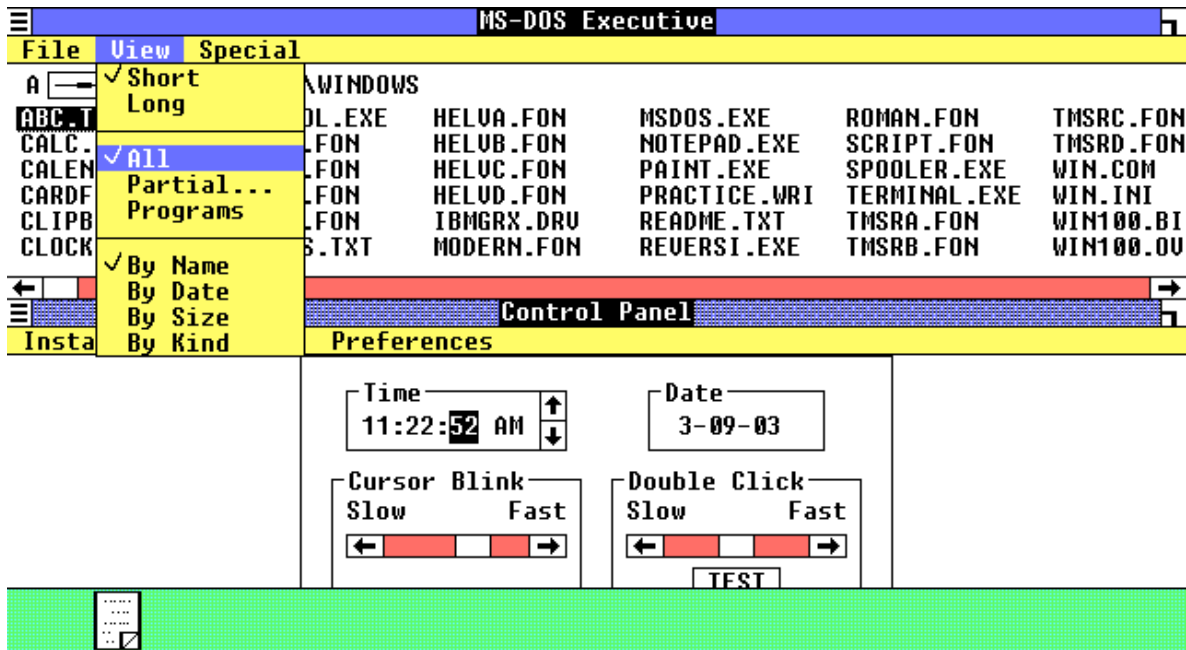 MS-DOS Executive
File View Special
A \WINDOWS
✓Short
Long
✓All
Partial...
Programs
✓By Name
By Date
By Size
By Kind
ABC.T OL.EXE HELVA.FON MSDOS.EXE ROMAN.FON TMSRC.FON
CALC. .FON HELVB.FON NOTEPAD.EXE SCRIPT.FON TMSRD.FON
CALEN .FON HELVC.FON PAINT.EXE SPOOLER.EXE WIN.COM
CARDF .FON HELVD.FON PRACTICE.WRI TERMINAL.EXE WIN.INI
CLIPB .FON IBMGRX.DRV README.TXT TMSRA.FON WIN100.BI
CLOCK S.TXT MODERN.FON REVERSI.EXE TMSRB.FON WIN100.OV
Control Panel
Insta Preferences
Time Date
11:22:52 AM 3-09-03
Cursor Blink Double Click
Slow Fast Slow Fast
TEST